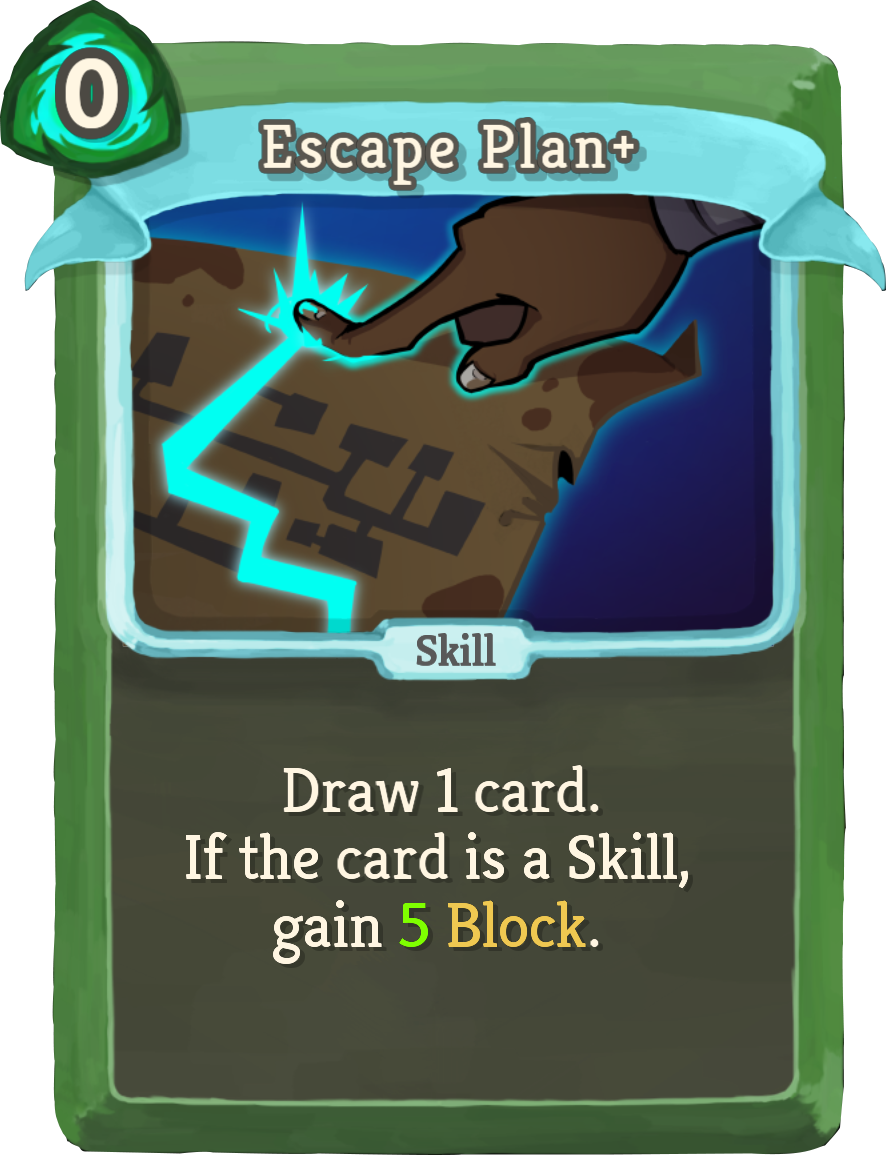 0
Escape Plan+
Skill
Draw 1 card.
If the card is a Skill,
gain 5 Block.